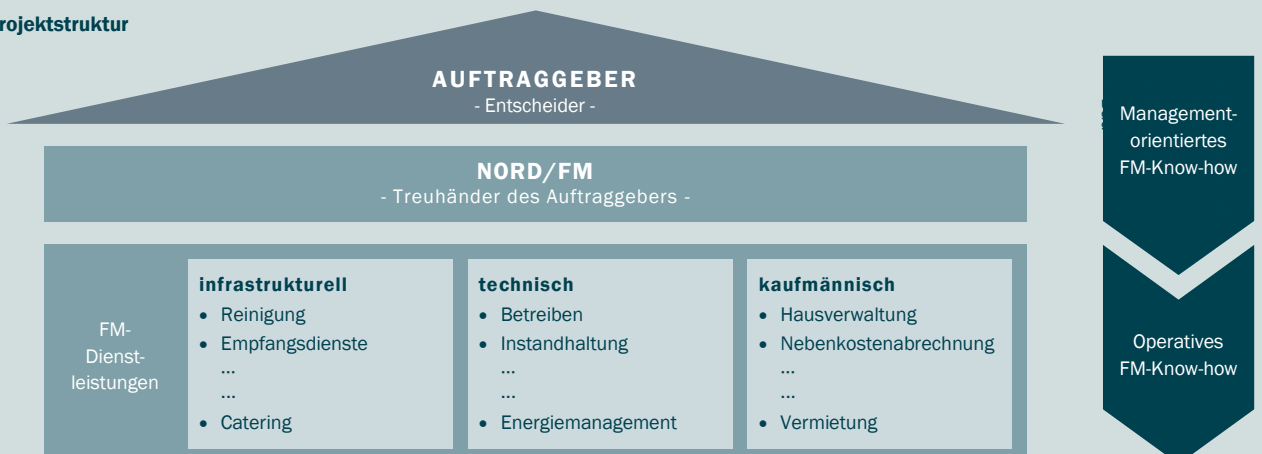 rojektstruktur
AUFTRAGGEBER
- Entscheider -
NORD/FM
- Treuhänder des Auftraggebers -
FM-
Dienst-
leistungen
infrastrukturell
• Reinigung
• Empfangsdienste
...
...
• Catering
technisch
• Betreiben
• Instandhaltung
...
...
• Energiemanagement
kaufmännisch
• Hausverwaltung
• Nebenkostenabrechnung
...
...
• Vermietung
Management-
orientiertes
FM-Know-how
Operatives
FM-Know-how